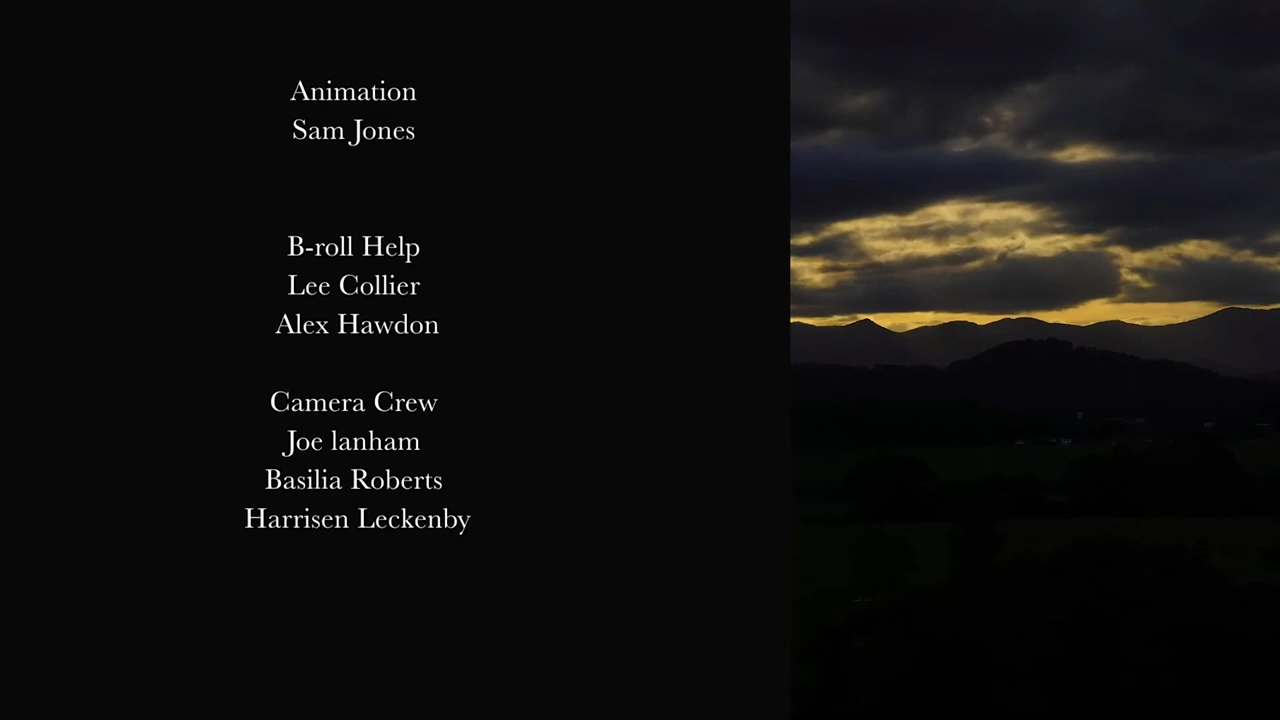 Animation
Sam Jones
B-roll Help
Lee Collier
Alex Hawdon
Camera Crew
Joe lanham
Basilia Roberts
Harrisen Leckenby